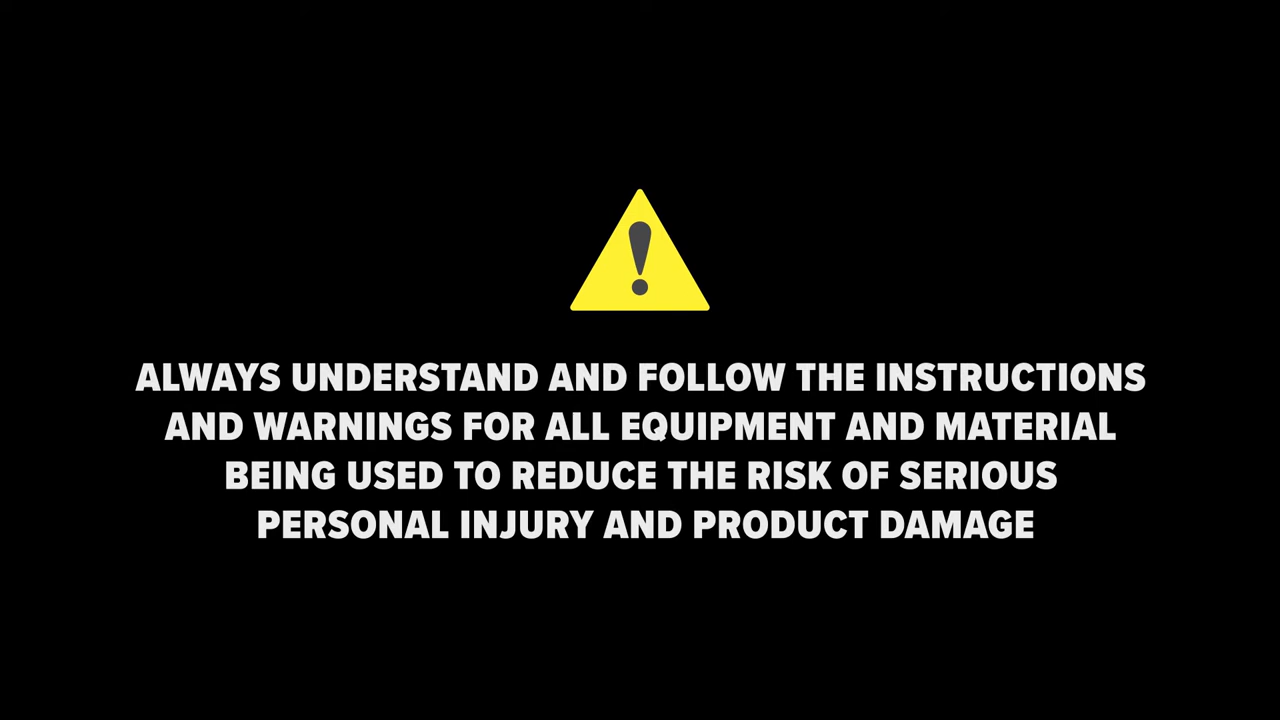 ALWAYS UNDERSTAND AND FOLLOW THE INSTRUCTIONS
AND WARNINGS FOR ALL EQUIPMENT AND MATERIAL
BEING USED TO REDUCE THE RISK OF SERIOUS
PERSONAL INJURY AND PRODUCT DAMAGE